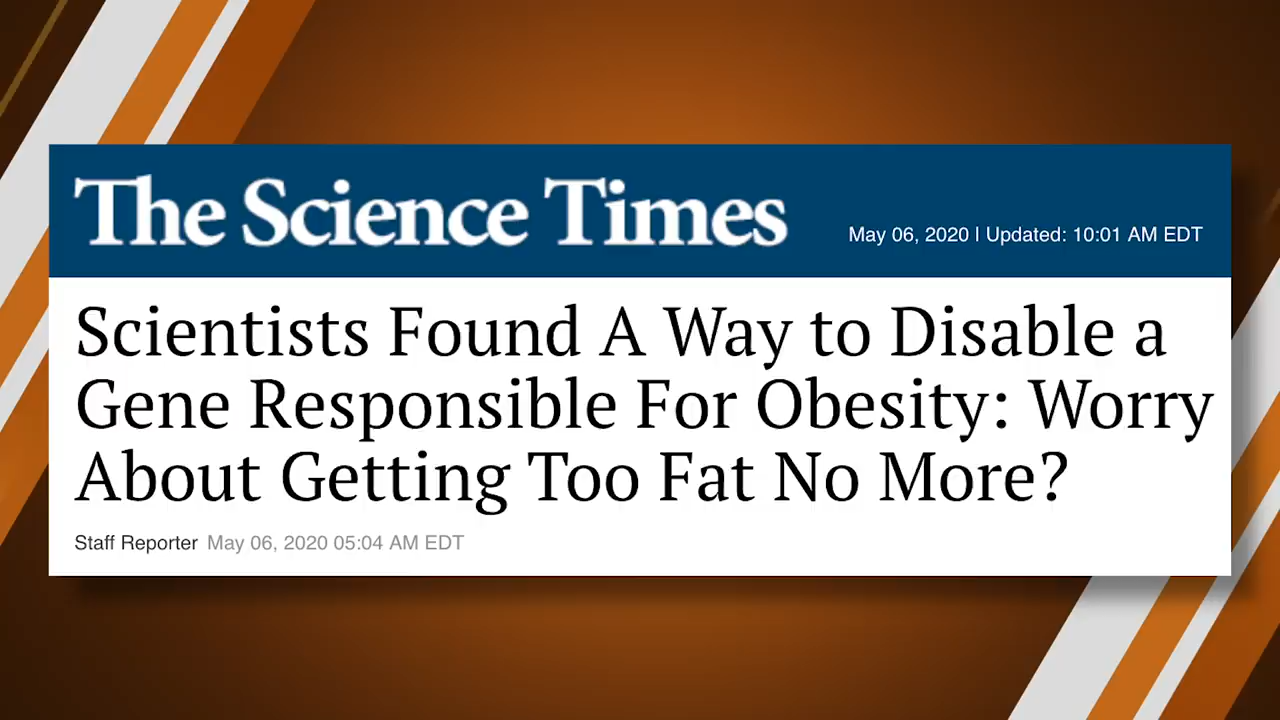 The Science Times
May 06, 2020 | Updated: 10:01 AM EDT
Scientists Found A Way to Disable a
Gene Responsible For Obesity: Worry
About Getting Too Fat No More?
Staff Reporter May 06, 2020 05:04 AM EDT